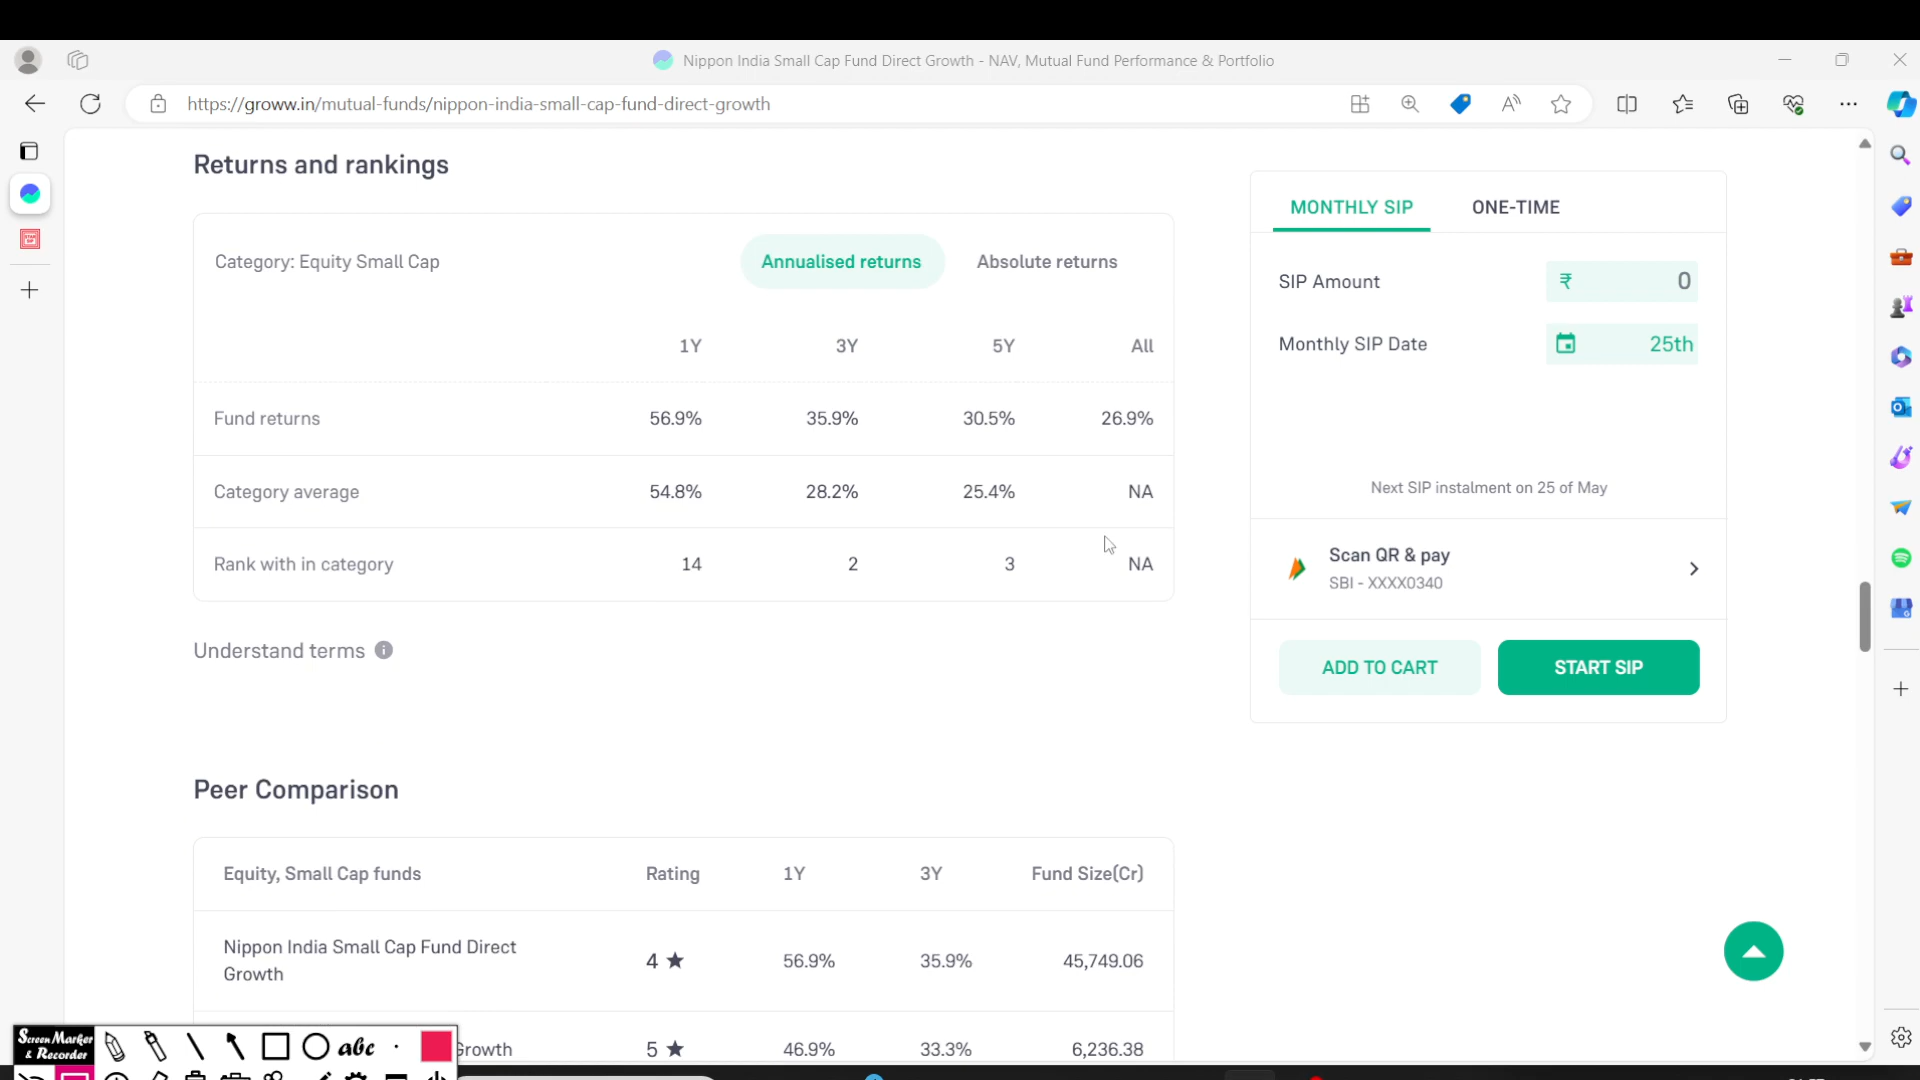 Nippon India Small Cap Fund Direct Growth - NAV, Mutual Fund Performance & Portfolio
https://groww.in/mutual-funds/nippon-india-small-cap-fund-direct-growth
Returns and rankings
Category: Equity Small Cap
Annualised returns
Absolute returns
1Y 3Y 5Y All
Fund returns 56.9% 35.9% 30.5% 26.9%
Category average 54.8% 28.2% 25.4% NA
Rank with in category 14 2 3 NA
Understand terms
MONTHLY SIP ONE-TIME
SIP Amount ₹ 0
Monthly SIP Date 25th
Next SIP instalment on 25 of May
Scan QR & pay
SBI - XXXX0340
ADD TO CART START SIP
Peer Comparison
Equity, Small Cap funds Rating 1Y 3Y Fund Size(Cr)
Nippon India Small Cap Fund Direct
Growth 4 ★ 56.9% 35.9% 45,749.06
Growth 5 ★ 46.9% 33.3% 6,236.38
Screen Marker
& Recorder
abc